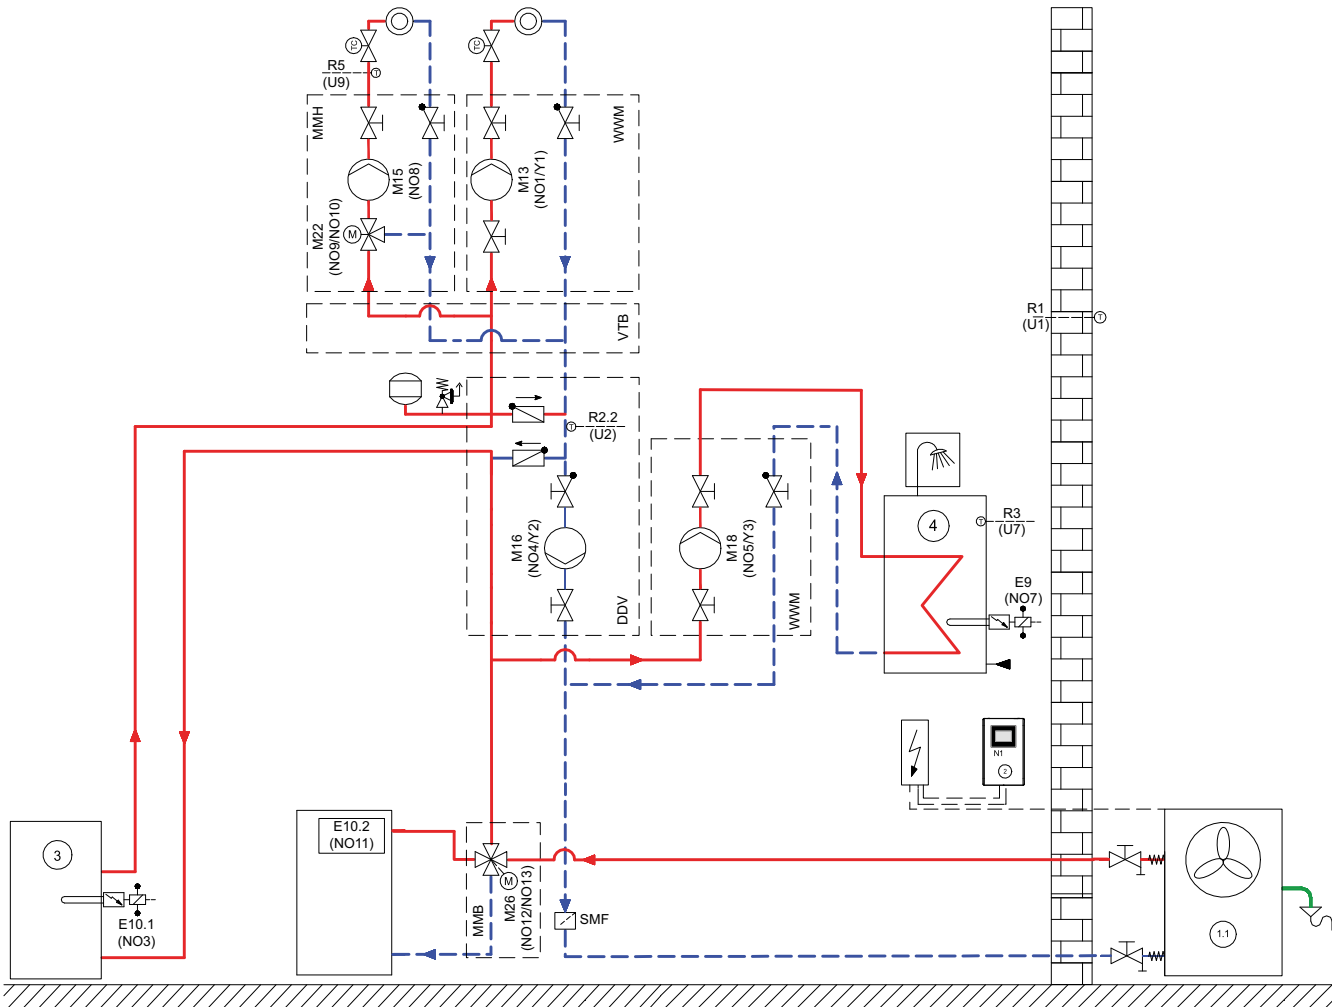 TC
TC
R5
(U9)
T
MMH
WWM
M15
(NO8)
M13
(NO1/Y1)
M22
(NO9/NO10)
M
VTB
R1
(U1)
T
R2.2
(U2)
T
M16
(NO4/Y2)
DDV
M18
(NO5/Y3)
WWM
4
R3
(U7)
T
E9
(NO7)
N1
2
3
E10.1
(NO3)
E10.2
(NO11)
M
MMB
M26
(NO12/NO13)
SMF
1.1